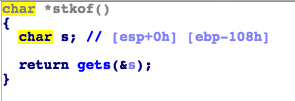 char *stkof()
{
char s; // [esp+0h] [ebp-108h]
return gets(&s);
}